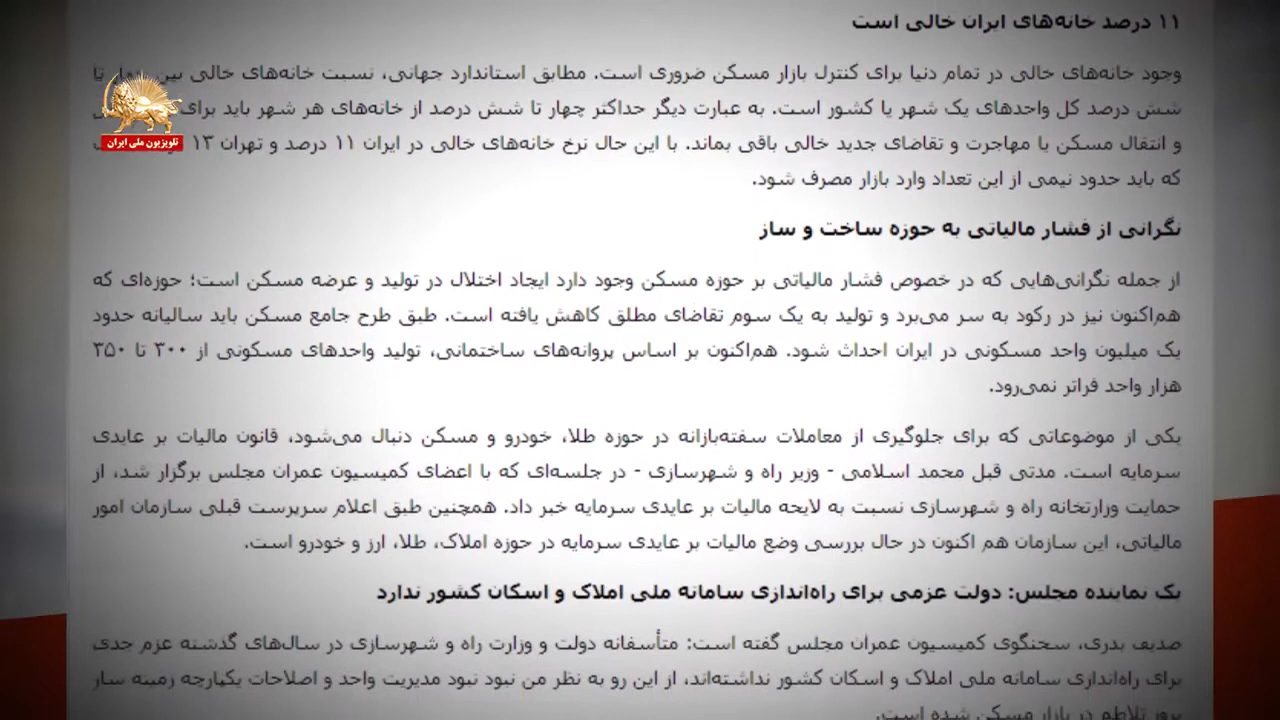 ۱۱ درصد خانه‌های ایران خالی است
وجود خانه‌های خالی در تمام دنیا برای کنترل بازار مسکن ضروری است. مطابق استاندارد جهانی، نسبت خانه‌های خالی بین تا
شش درصد کل واحدهای یک شهر یا کشور است. به عبارت دیگر حداکثر چهار تا شش درصد از خانه‌های هر شهر باید برای
و انتقال مسکن یا مهاجرت و تقاضای جدید خالی باقی بماند. با این حال نرخ خانه‌های خالی در ایران ۱۱ درصد و تهران ۱۳
که باید حدود نیمی از این تعداد وارد بازار مصرف شود.
تلویزیون ملی ایران
نگرانی از فشار مالیاتی به حوزه ساخت و ساز
از جمله نگرانی‌هایی که در خصوص فشار مالیاتی بر حوزه مسکن وجود دارد ایجاد اختلال در تولید و عرضه مسکن است؛ حوزه‌ای که
هم‌اکنون نیز در رکود به سر می‌برد و تولید به یک سوم تقاضای مطلق کاهش یافته است. طبق طرح جامع مسکن باید سالیانه حدود
یک میلیون واحد مسکونی در ایران احداث شود. هم‌اکنون بر اساس پروانه‌های ساختمانی، تولید واحدهای مسکونی از ۳۰۰ تا ۳۵۰
هزار واحد فراتر نمی‌رود.
یکی از موضوعاتی که برای جلوگیری از معاملات سفته‌بازانه در حوزه طلا، خودرو و مسکن دنبال می‌شود، قانون مالیات بر عایدی
سرمایه است. مدتی قبل محمد اسلامی - وزیر راه و شهرسازی - در جلسه‌ای که با اعضای کمیسیون عمران مجلس برگزار شد، از
حمایت وزارتخانه راه و شهرسازی نسبت به لایحه مالیات بر عایدی سرمایه خبر داد. همچنین طبق اعلام سرپرست قبلی سازمان امور
مالیاتی، این سازمان هم اکنون در حال بررسی وضع مالیات بر عایدی سرمایه در حوزه املاک، طلا، ارز و خودرو است.
یک نماینده مجلس: دولت عزمی برای راه‌اندازی سامانه ملی املاک و اسکان کشور ندارد
صدیف بدری، سخنگوی کمیسیون عمران مجلس گفته است: متأسفانه دولت و وزارت راه و شهرسازی در سال‌های گذشته عزم جدی
برای راه‌اندازی سامانه ملی املاک و اسکان کشور نداشته‌اند، از این رو به نظر من نبود نبود مدیریت واحد و اصلاحات یکپارچه زمینه ساز
بروز تلاطم در بازار مسکن شده است.